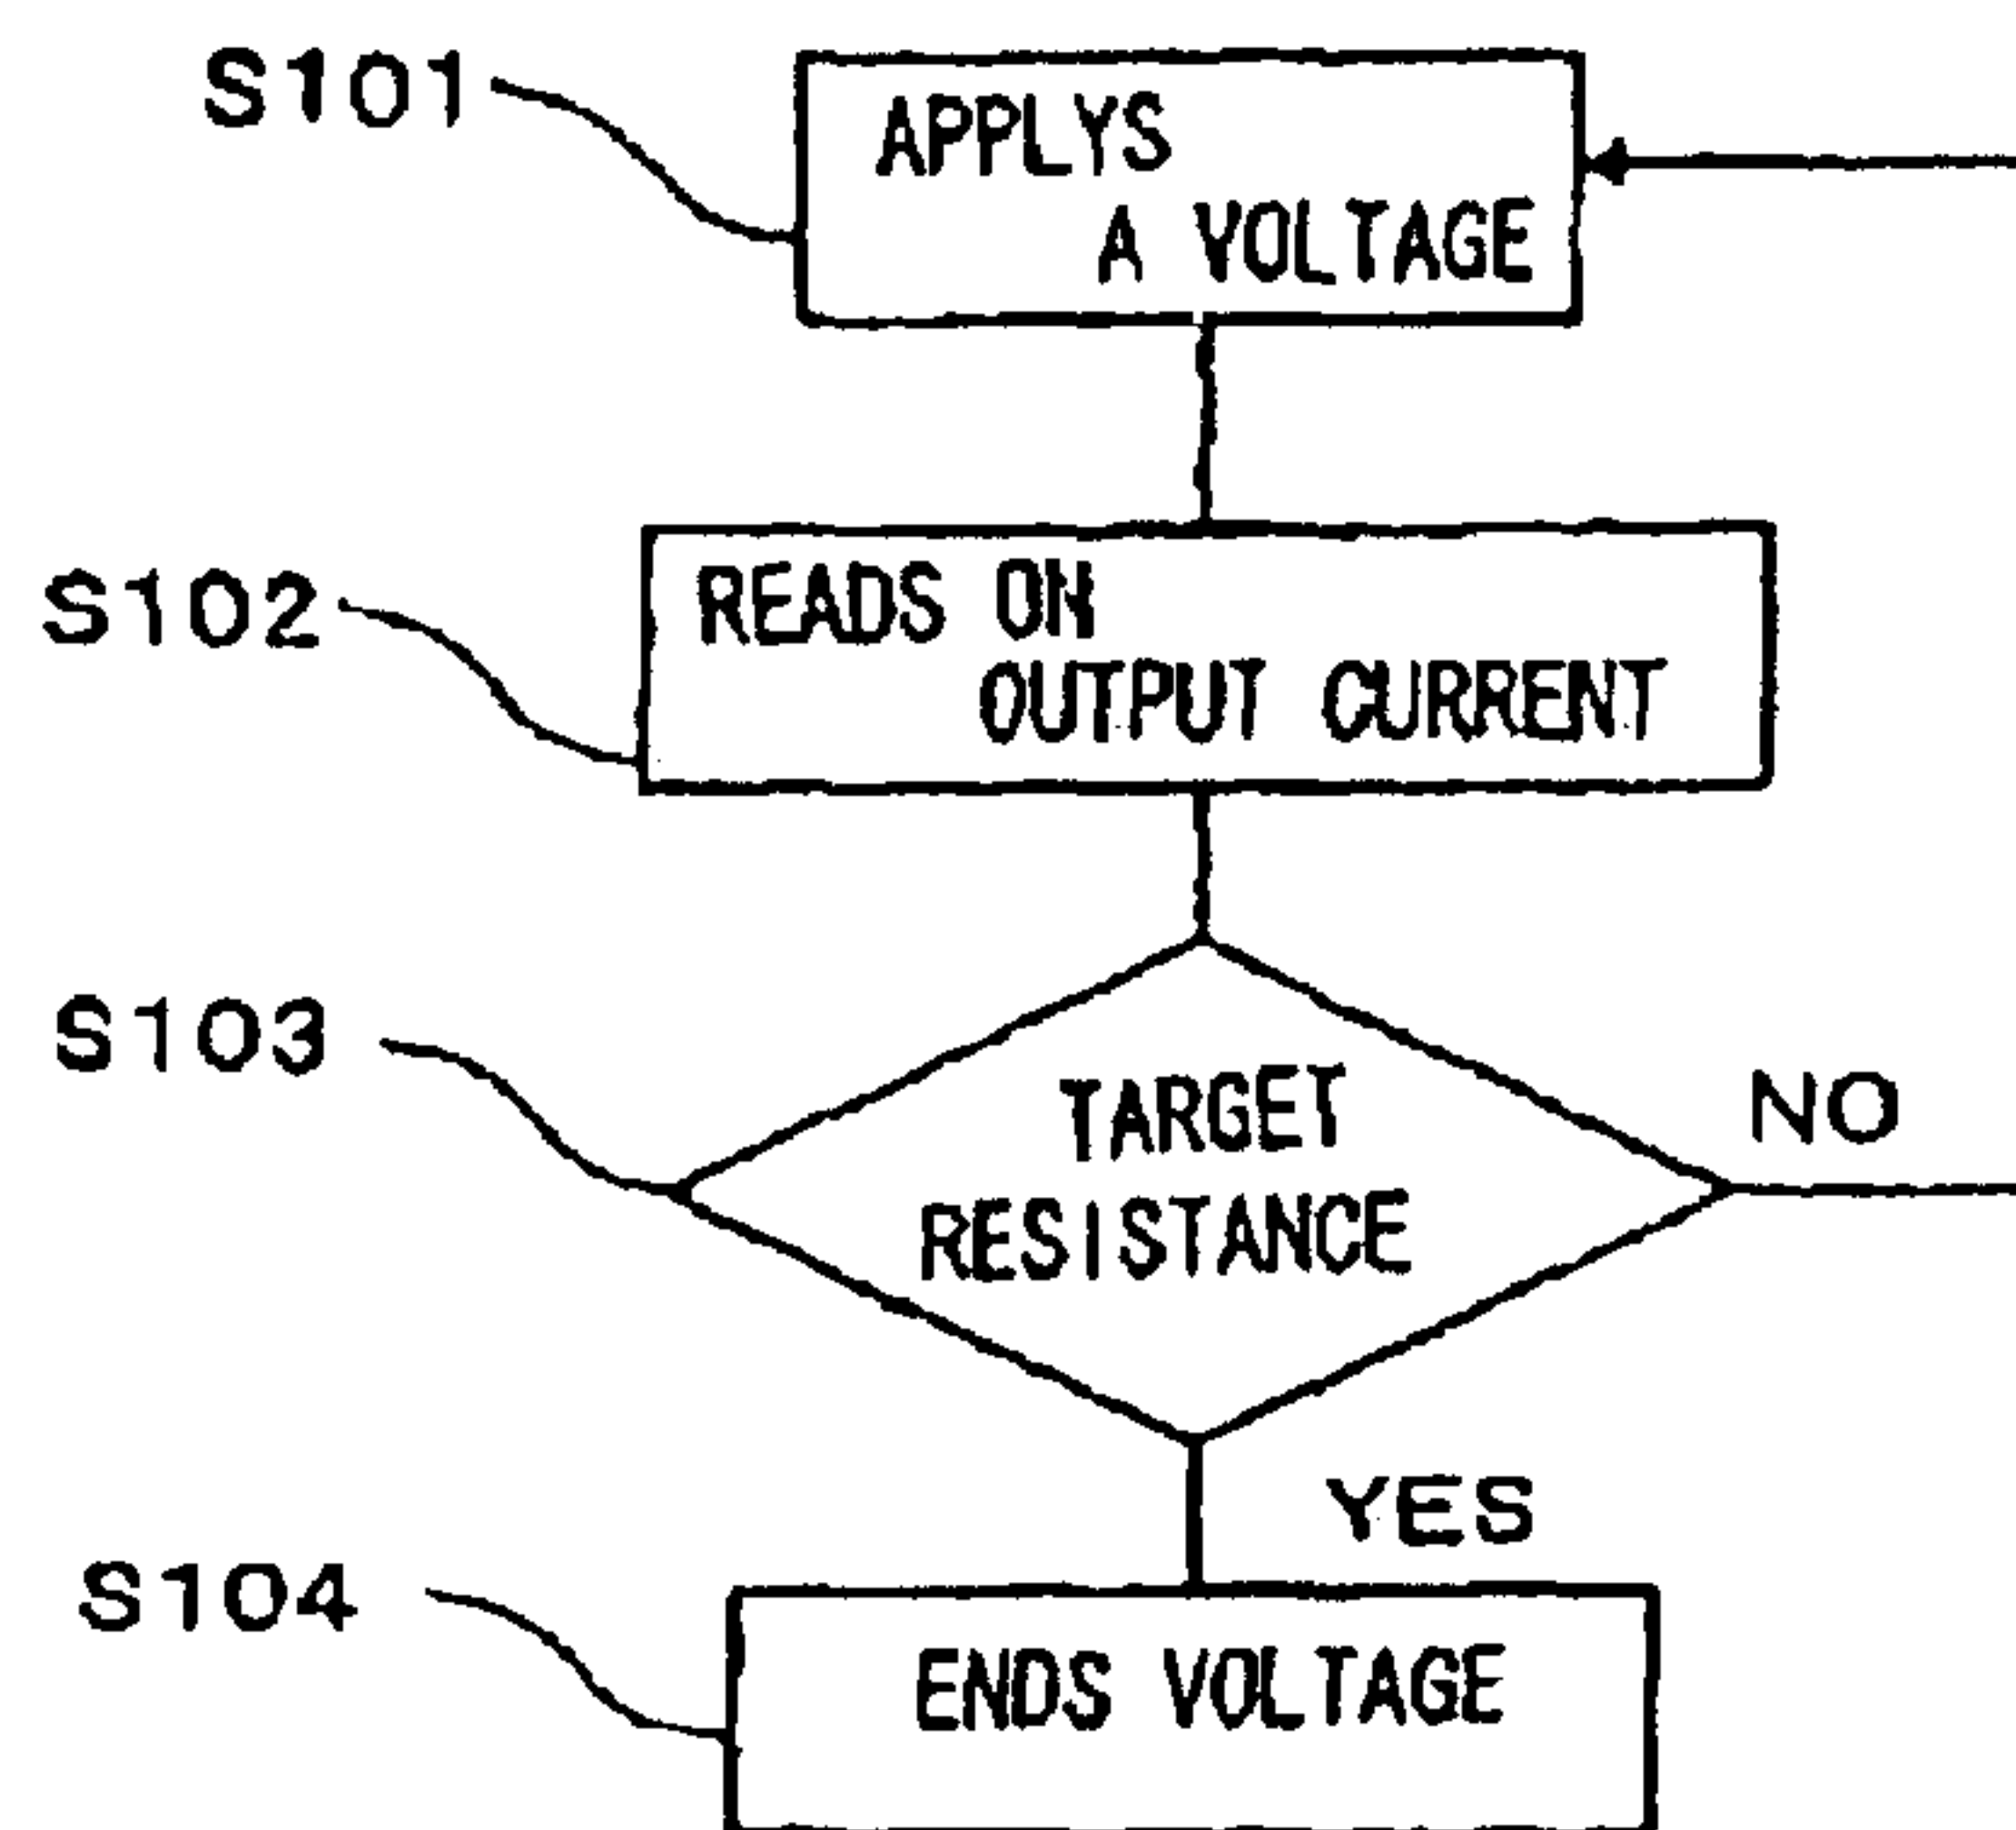 S101
APPLYS
A VOLTAGE
S102
READS ON
OUTPUT CURRENT
S103
TARGET
RESISTANCE
NO
YES
S104
ENDS VOLTAGE